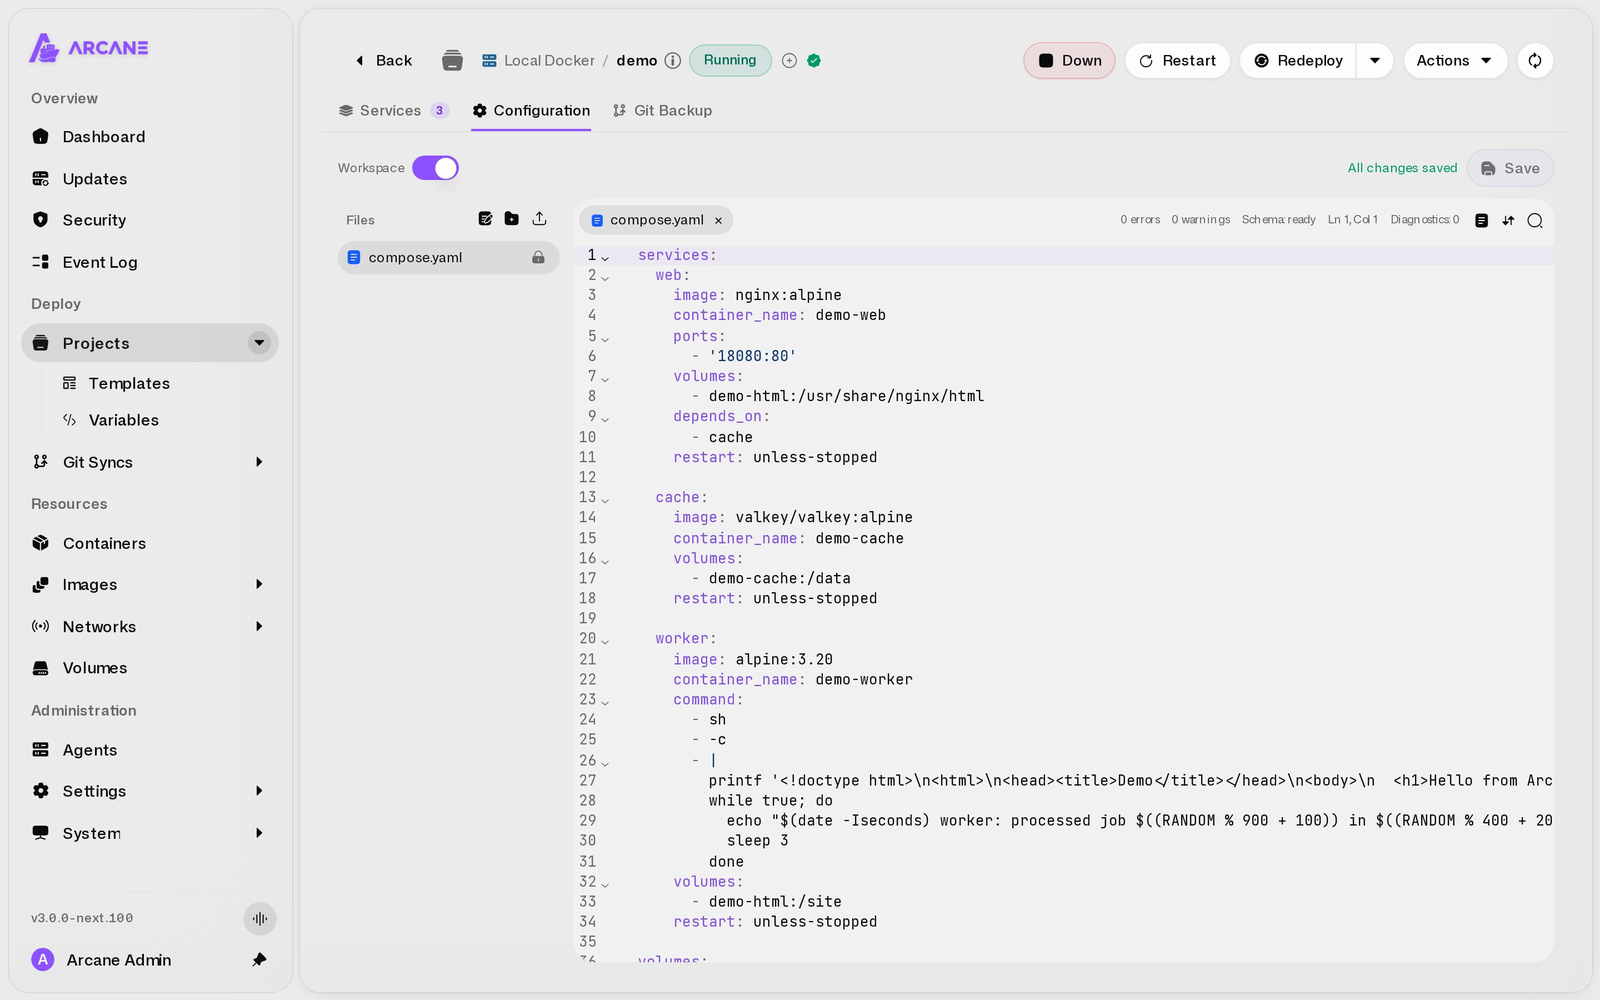 ARCANE
Overview
Dashboard
Updates
Security
Event Log
Deploy
Projects
Templates
Variables
Git Syncs
Resources
Containers
Images
Networks
Volumes
Administration
Agents
Settings
System
v3.0.0-next.100
A Arcane Admin
Back Local Docker / demo Running Down Restart Redeploy Actions
Services 3 Configuration Git Backup
Workspace All changes saved Save
Files compose.yaml 0 errors 0 warnings Schema: ready Ln 1, Col 1 Diagnostics: 0
compose.yaml
1 services:
2 web:
3 image: nginx:alpine
4 container_name: demo-web
5 ports:
6 - '18080:80'
7 volumes:
8 - demo-html:/usr/share/nginx/html
9 depends_on:
10 - cache
11 restart: unless-stopped
12
13 cache:
14 image: valkey/valkey:alpine
15 container_name: demo-cache
16 volumes:
17 - demo-cache:/data
18 restart: unless-stopped
19
20 worker:
21 image: alpine:3.20
22 container_name: demo-worker
23 command:
24 - sh
25 - -c
26 - |
27 printf '<!doctype html>\n<html>\n<head><title>Demo</title></head>\n<body>\n  <h1>Hello from Arc
28 while true; do
29 echo "$(date -Iseconds) worker: processed job $((RANDOM % 900 + 100)) in $((RANDOM % 400 + 20
30 sleep 3
31 done
32 volumes:
33 - demo-html:/site
34 restart: unless-stopped
35
36 volumes: